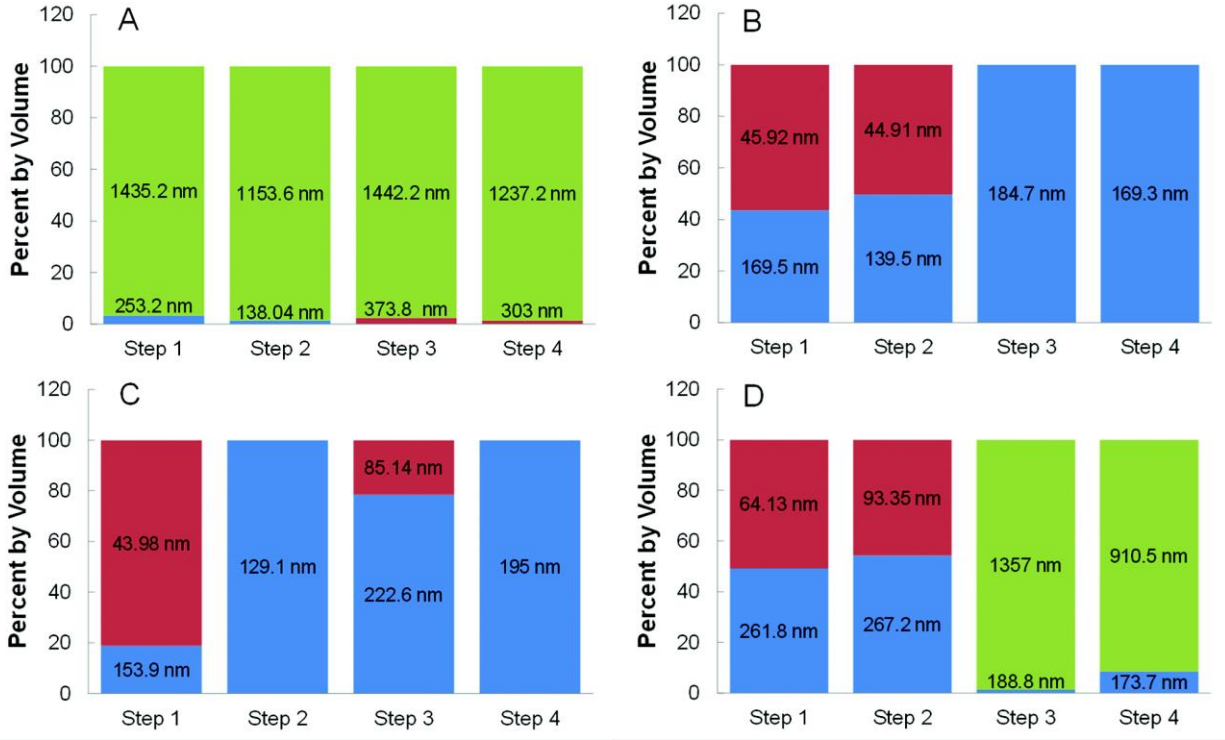 A
Percent by Volume
120
100
80
60
40
20
0
1435.2 nm
1153.6 nm
1442.2 nm
1237.2 nm
253.2 nm
138.04 nm
373.8 nm
303 nm
Step 1
Step 2
Step 3
Step 4
B
Percent by Volume
120
100
80
60
40
20
0
45.92 nm
44.91 nm
184.7 nm
169.3 nm
169.5 nm
139.5 nm
Step 1
Step 2
Step 3
Step 4
C
Percent by Volume
120
100
80
60
40
20
0
85.14 nm
43.98 nm
129.1 nm
222.6 nm
195 nm
153.9 nm
Step 1
Step 2
Step 3
Step 4
D
Percent by Volume
120
100
80
60
40
20
0
64.13 nm
93.35 nm
1357 nm
910.5 nm
261.8 nm
267.2 nm
188.8 nm
173.7 nm
Step 1
Step 2
Step 3
Step 4